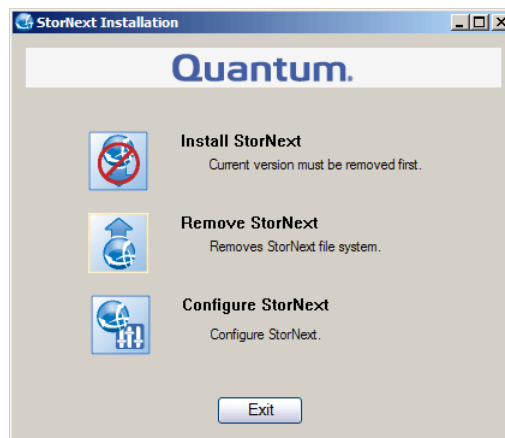 StorNext Installation
Quantum.
Install StorNext
Current version must be removed first.
Remove StorNext
Removes StorNext file system.
Configure StorNext
Configure StorNext.
Exit